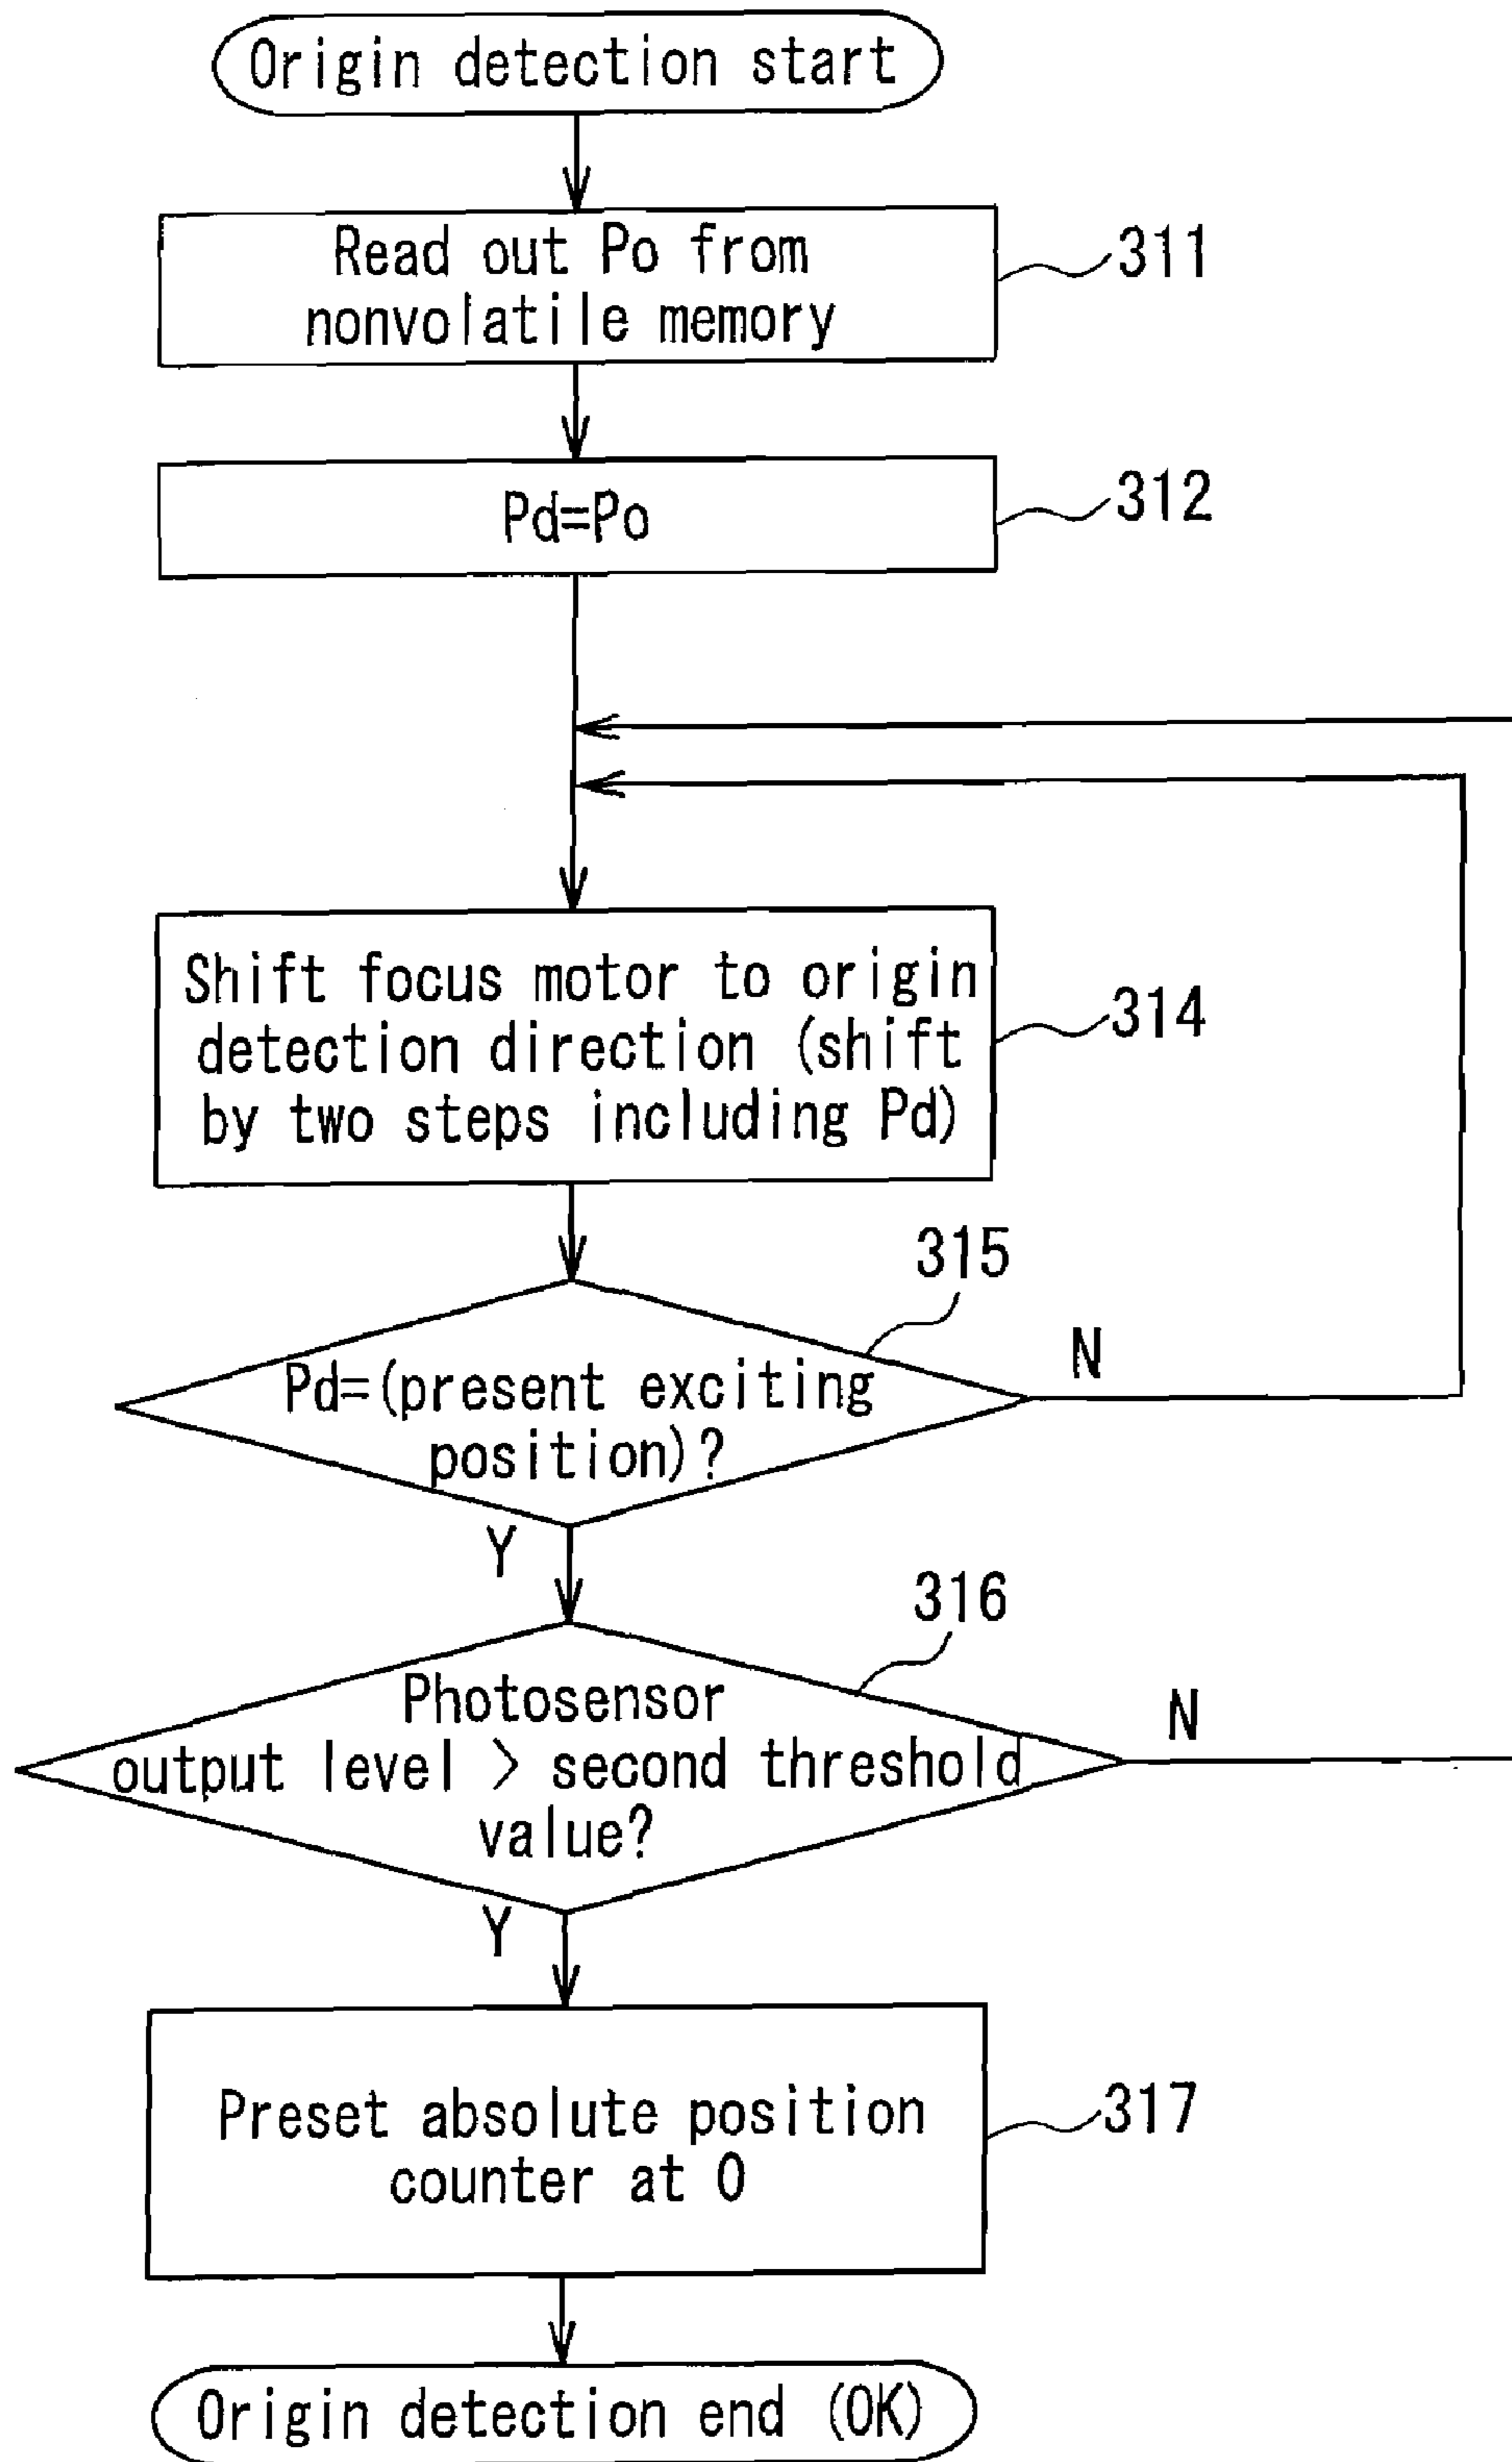 Origin detection start
Read out Po from
nonvolatile memory
311
Pd=Po
312
Shift focus motor to origin
detection direction (shift
by two steps including Pd)
314
315
Pd=(present exciting
position)?
N
Y
316
Photosensor
output level > second threshold
value?
N
Y
Preset absolute position
counter at 0
317
Origin detection end (OK)